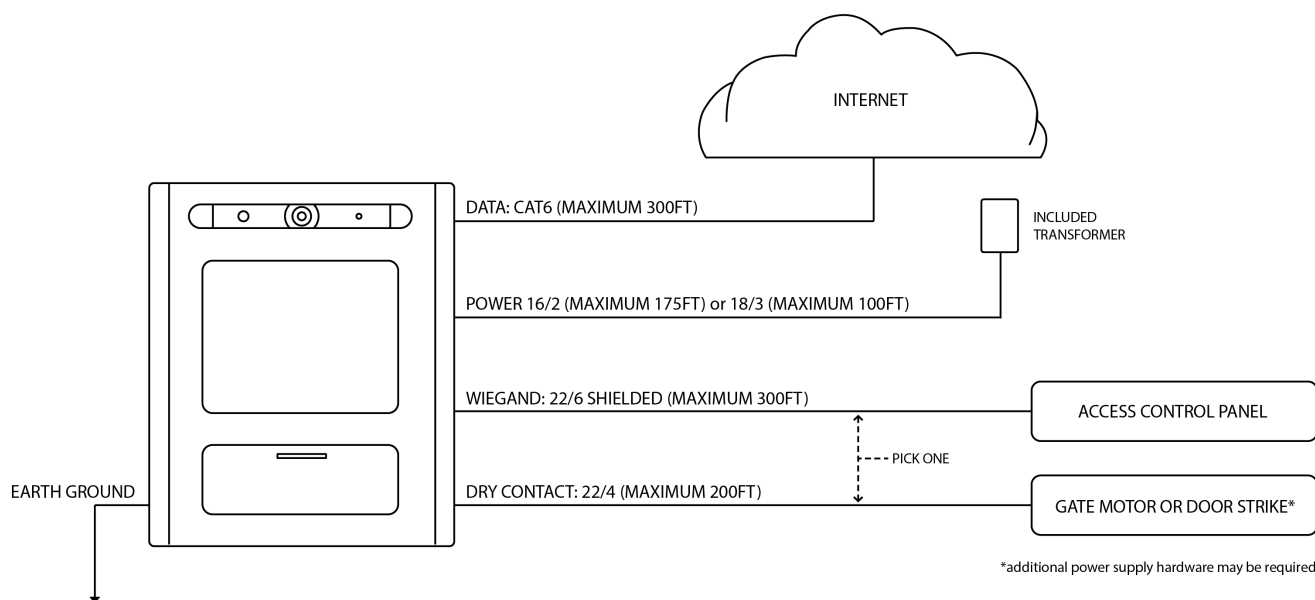 INTERNET
DATA: CAT6 (MAXIMUM 300FT)
INCLUDED
TRANSFORMER
POWER 16/2 (MAXIMUM 175FT) or 18/3 (MAXIMUM 100FT)
WIEGAND: 22/6 SHIELDED (MAXIMUM 300FT)
ACCESS CONTROL PANEL
PICK ONE
EARTH GROUND
DRY CONTACT: 22/4 (MAXIMUM 200FT)
GATE MOTOR OR DOOR STRIKE*
*additional power supply hardware may be required